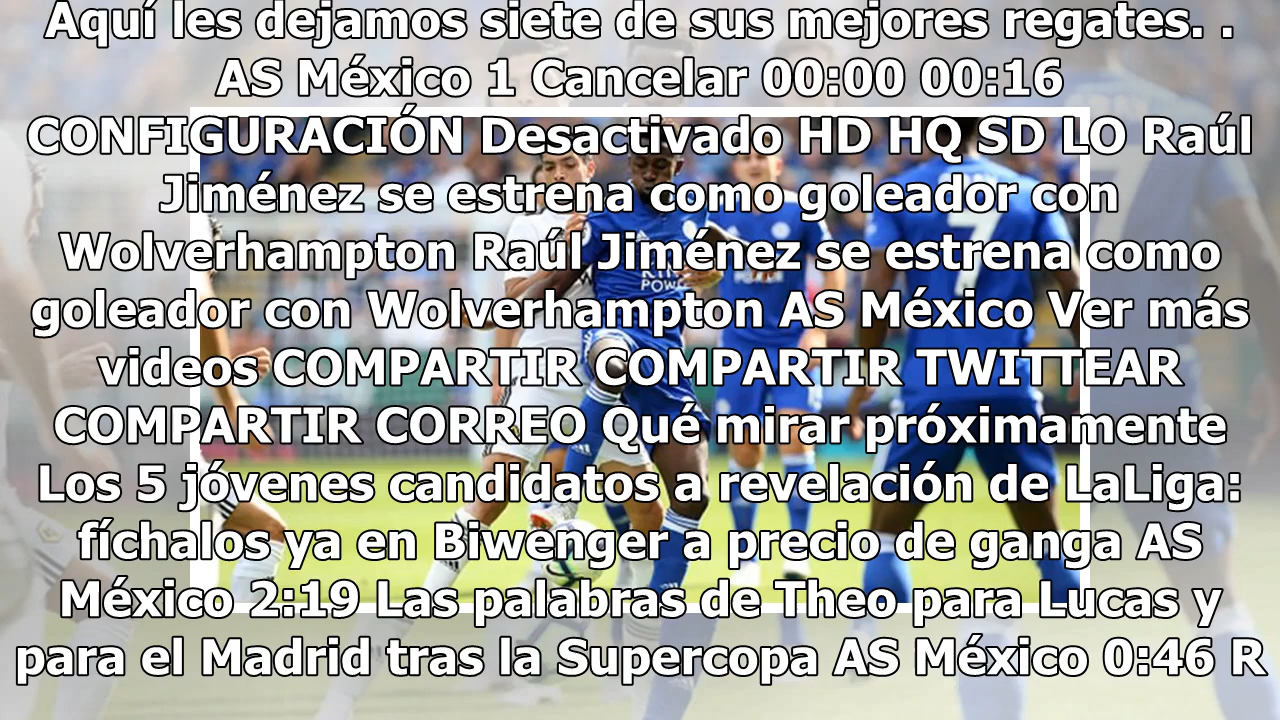 Aquí les dejamos siete de sus mejores regates. .
AS México 1 Cancelar 00:00 00:16
CONFIGURACIÓN Desactivado HD HQ SD LO Raúl
Jiménez se estrena como goleador con
Wolverhampton Raúl Jiménez se estrena como
goleador con Wolverhampton AS México Ver más
videos COMPARTIR COMPARTIR TWITTEAR
COMPARTIR CORREO Qué mirar próximamente
Los 5 jóvenes candidatos a revelación de LaLiga:
fíchalos ya en Biwenger a precio de ganga AS
México 2:19 Las palabras de Theo para Lucas y
para el Madrid tras la Supercopa AS México 0:46 R
KING
POWER
7